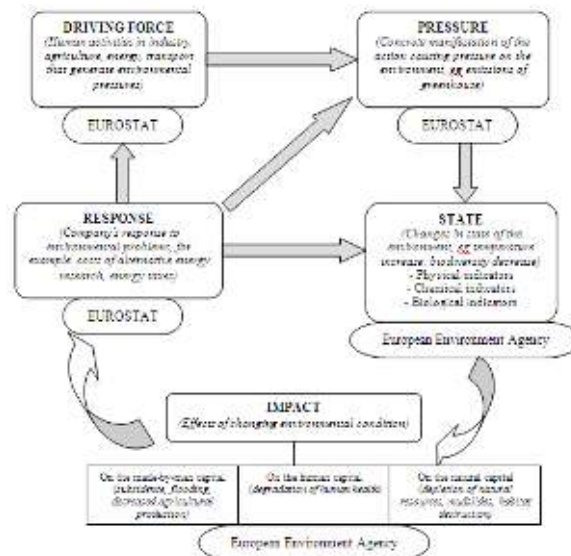 DRIVING FORCE
(Human activities in industry,
agriculture, energy, transport
that generate environmental
pressures)
EUROSTAT
PRESSURE
(Concrete manifestation of the
action causing pressure on the
environment, eg emissions of
greenhouse)
EUROSTAT
RESPONSE
(Company's response to
environmental problems, for
example: costs of alternative energy
research, energy taxes)
EUROSTAT
STATE
(Changes in state of the
environment, eg temperature
increase, biodiversity decrease)
- Physical indicators
- Chemical indicators
- Biological indicators
European Environment Agency
IMPACT
(Effects of changing environmental condition)
On the made-by-man capital
(subsidence, flooding,
decreased agricultural
production)
On the human capital
(degradation of human health)
On the natural capital
(depletion of natural
resources, mudslides, habitat
destruction)
European Environment Agency